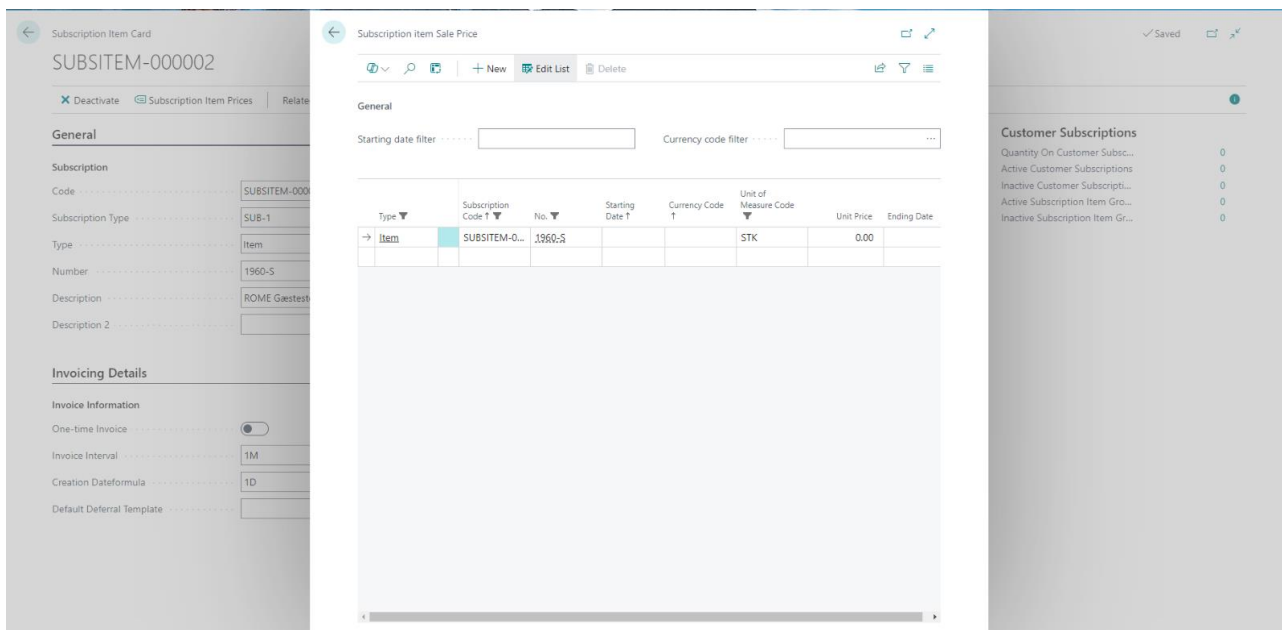 Subscription Item Card
SUBSITEM-000002
Deactivate Subscription Item Prices Relate
General
Subscription
Code SUBSITEM-000
Subscription Type SUB-1
Type Item
Number 1960-S
Description ROME Gæstest
Description 2
Invoicing Details
Invoice Information
One-time Invoice
Invoice Interval 1M
Creation Dateformula 1D
Default Deferral Template
Subscription item Sale Price
New Edit List Delete
General
Starting date filter Currency code filter
Type Subscription Code ↑ No. Starting Date ↑ Currency Code ↑ Unit of Measure Code Unit Price Ending Date
Item SUBSITEM-0... 1960-S STK 0.00
Saved
Customer Subscriptions
Quantity On Customer Subsc... 0
Active Customer Subscriptions 0
Inactive Customer Subscripti... 0
Active Subscription Item Gro... 0
Inactive Subscription Item Gr... 0